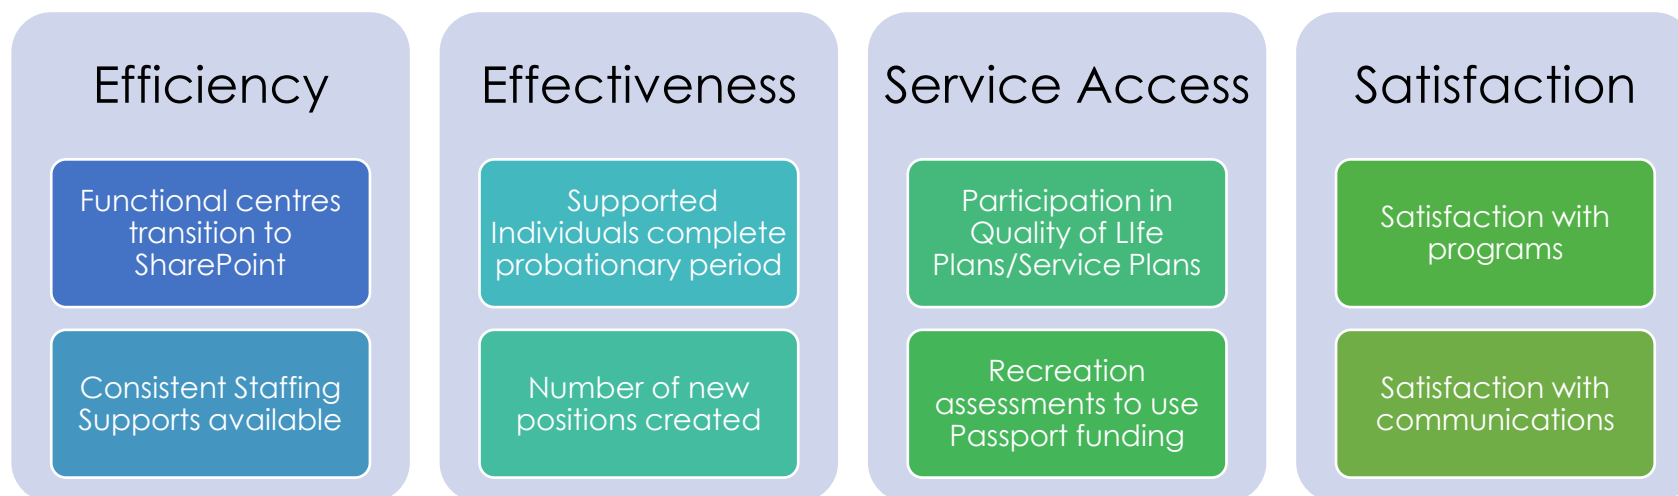 Efficiency
Functional centres
transition to
SharePoint
Consistent Staffing
Supports available
Effectiveness
Supported
Individuals complete
probationary period
Number of new
positions created
Service Access
Participation in
Quality of LIfe
Plans/Service Plans
Recreation
assessments to use
Passport funding
Satisfaction
Satisfaction with
programs
Satisfaction with
communications